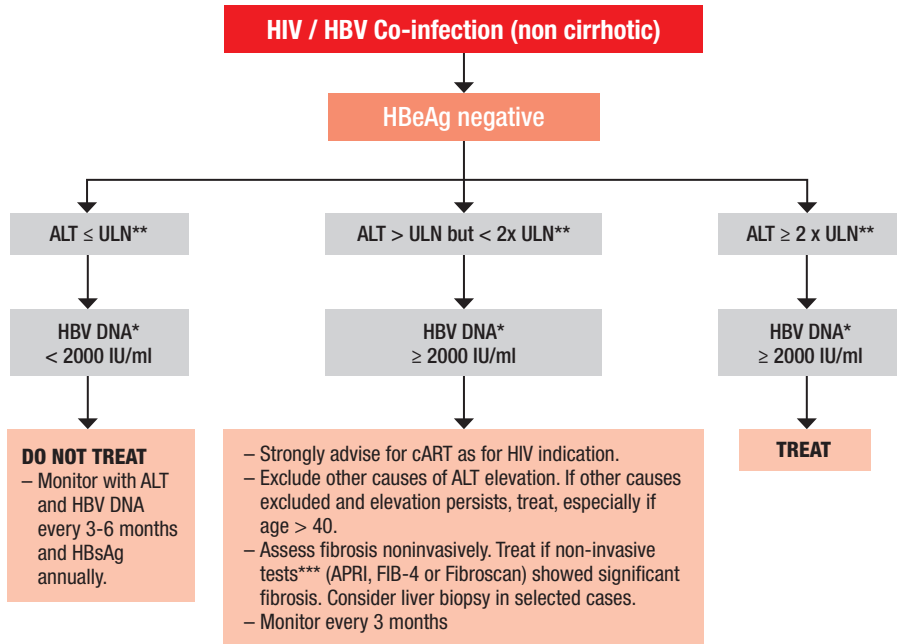 HIV / HBV Co-infection (non cirrhotic)
HBeAg negative
ALT ≤ ULN**
ALT > ULN but < 2x ULN**
ALT ≥ 2 x ULN**
HBV DNA*
< 2000 IU/ml
HBV DNA*
≥ 2000 IU/ml
HBV DNA*
≥ 2000 IU/ml
DO NOT TREAT
– Monitor with ALT
and HBV DNA
every 3-6 months
and HBsAg
annually.
– Strongly advise for cART as for HIV indication.
– Exclude other causes of ALT elevation. If other causes
excluded and elevation persists, treat, especially if
age > 40.
– Assess fibrosis noninvasively. Treat if non-invasive
tests*** (APRI, FIB-4 or Fibroscan) showed significant
fibrosis. Consider liver biopsy in selected cases.
– Monitor every 3 months
TREAT